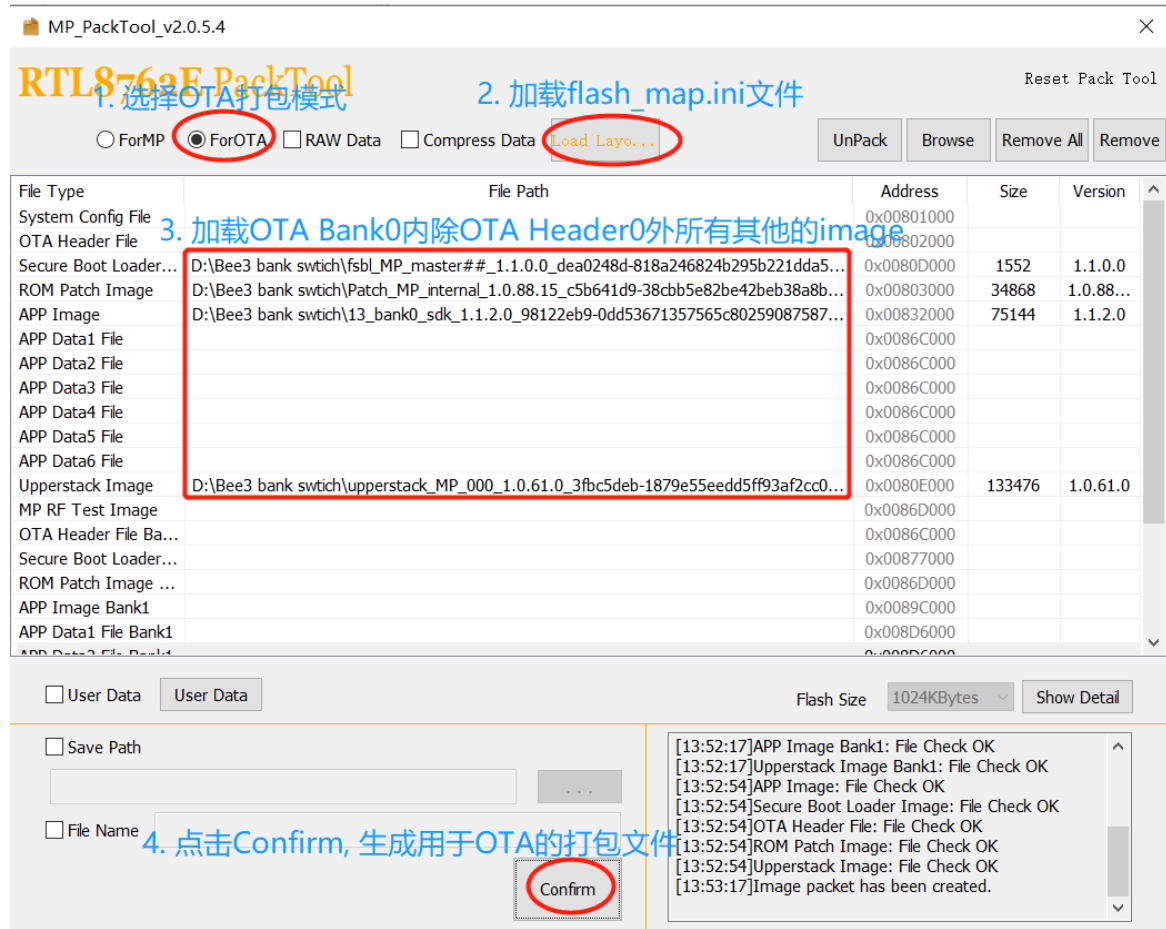 MP_PackTool_v2.0.5.4
RTL8762E PackTool
Reset Pack Tool
1. 选择OTA打包模式
2. 加载flash_map.ini文件
ForMP ForOTA RAW Data Compress Data Load Layo... UnPack Browse Remove All Remove
File Type File Path Address Size Version
System Config File 0x00801000
3. 加载OTA Bank0内除OTA Header0外所有其他的image
OTA Header File 0x00802000
Secure Boot Loader... D:\Bee3 bank swtich\fsbl_MP_master##_1.1.0.0_dea0248d-818a246824b295b221dda5... 0x0080D000 1552 1.1.0.0
ROM Patch Image D:\Bee3 bank swtich\Patch_MP_internal_1.0.88.15_c5b641d9-38cbb5e82be42beb38a8b... 0x00803000 34868 1.0.88...
APP Image D:\Bee3 bank swtich\13_bank0_sdk_1.1.2.0_98122eb9-0dd53671357565c80259087587... 0x00832000 75144 1.1.2.0
APP Data1 File 0x0086C000
APP Data2 File 0x0086C000
APP Data3 File 0x0086C000
APP Data4 File 0x0086C000
APP Data5 File 0x0086C000
APP Data6 File 0x0086C000
Upperstack Image D:\Bee3 bank swtich\upperstack_MP_000_1.0.61.0_3fbc5deb-1879e55eedd5ff93af2cc0... 0x0080E000 133476 1.0.61.0
MP RF Test Image 0x0086D000
OTA Header File Ba... 0x0086C000
Secure Boot Loader... 0x00877000
ROM Patch Image ... 0x0086D000
APP Image Bank1 0x0089C000
APP Data1 File Bank1 0x008D6000
APP Data2 File Bank1 0x008D6000
User Data User Data Flash Size 1024KBytes Show Detail
Save Path
...
File Name
4. 点击Confirm, 生成用于OTA的打包文件
Confirm
[13:52:17]APP Image Bank1: File Check OK
[13:52:17]Upperstack Image Bank1: File Check OK
[13:52:54]APP Image: File Check OK
[13:52:54]Secure Boot Loader Image: File Check OK
[13:52:54]OTA Header File: File Check OK
[13:52:54]ROM Patch Image: File Check OK
[13:52:54]Upperstack Image: File Check OK
[13:53:17]Image packet has been created.